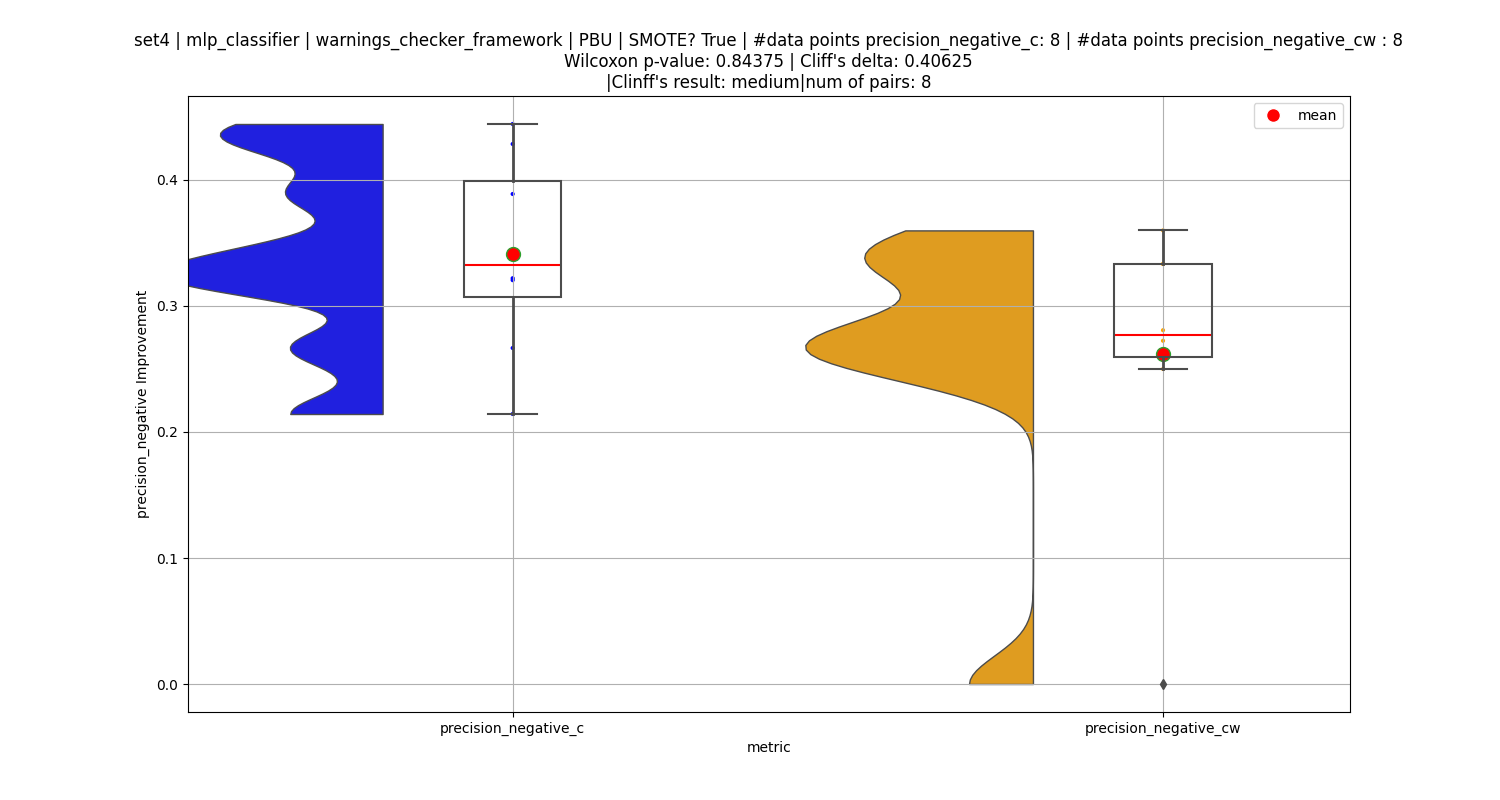 set4 | mlp_classifier | warnings_checker_framework | PBU | SMOTE? True | #data points precision_negative_c: 8 | #data points precision_negative_cw : 8
Wilcoxon p-value: 0.84375 | Cliff's delta: 0.40625
|Clinff's result: medium|num of pairs: 8
mean
0.4
0.3
0.2
0.1
0.0
precision_negative Improvement
precision_negative_c
precision_negative_cw
metric